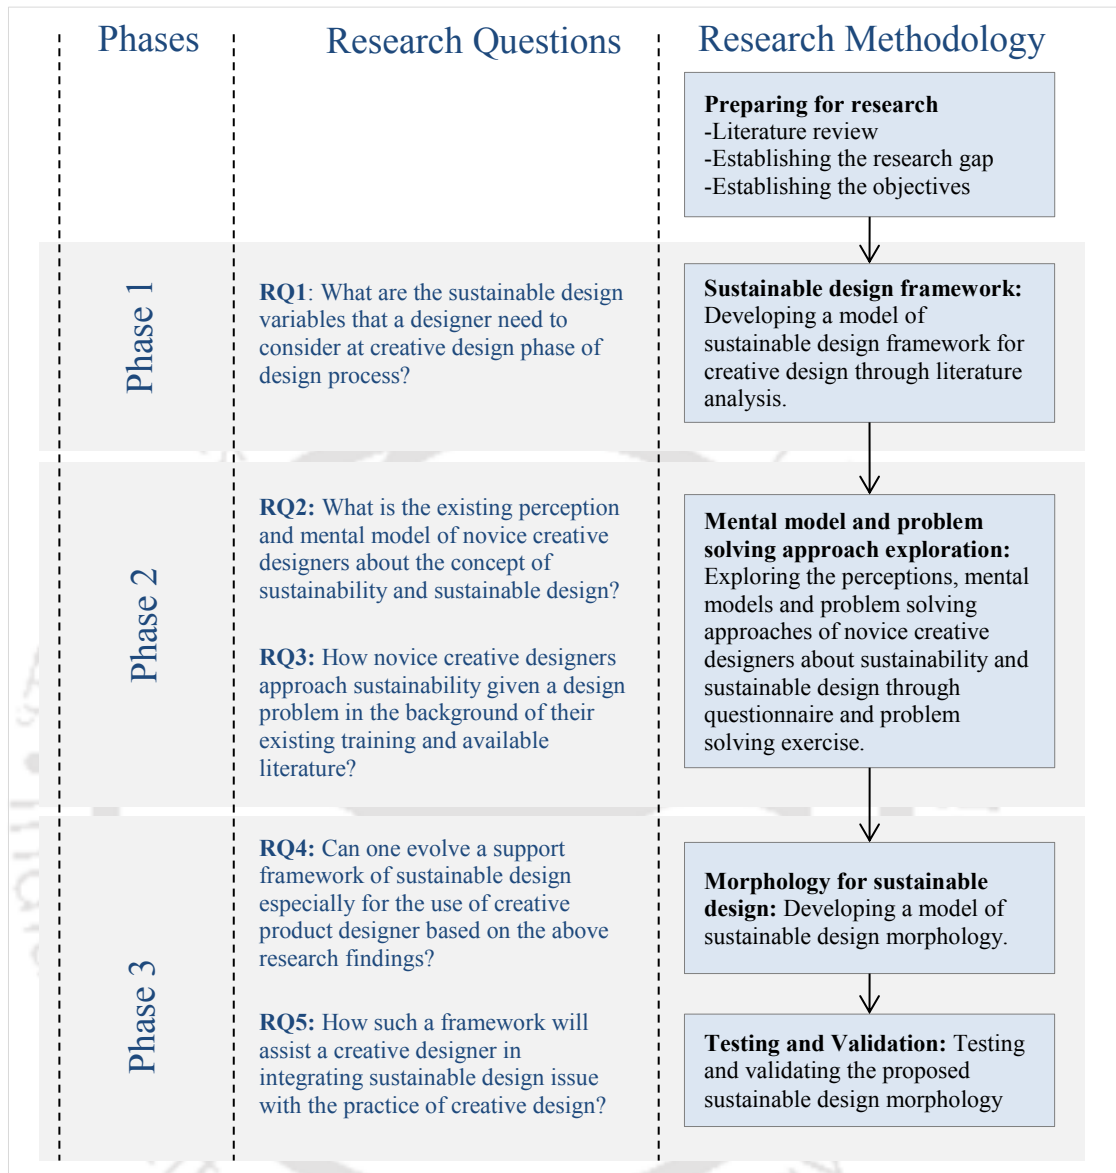 Phases
Research Questions
Research Methodology
Preparing for research
-Literature review
-Establishing the research gap
-Establishing the objectives
Phase 1
RQ1: What are the sustainable design
variables that a designer need to
consider at creative design phase of
design process?
Sustainable design framework:
Developing a model of
sustainable design framework for
creative design through literature
analysis.
Phase 2
RQ2: What is the existing perception
and mental model of novice creative
designers about the concept of
sustainability and sustainable design?
RQ3: How novice creative designers
approach sustainability given a design
problem in the background of their
existing training and available
literature?
Mental model and problem
solving approach exploration:
Exploring the perceptions, mental
models and problem solving
approaches of novice creative
designers about sustainability and
sustainable design through
questionnaire and problem
solving exercise.
Phase 3
RQ4: Can one evolve a support
framework of sustainable design
especially for the use of creative
product designer based on the above
research findings?
RQ5: How such a framework will
assist a creative designer in
integrating sustainable design issue
with the practice of creative design?
Morphology for sustainable
design: Developing a model of
sustainable design morphology.
Testing and Validation: Testing
and validating the proposed
sustainable design morphology